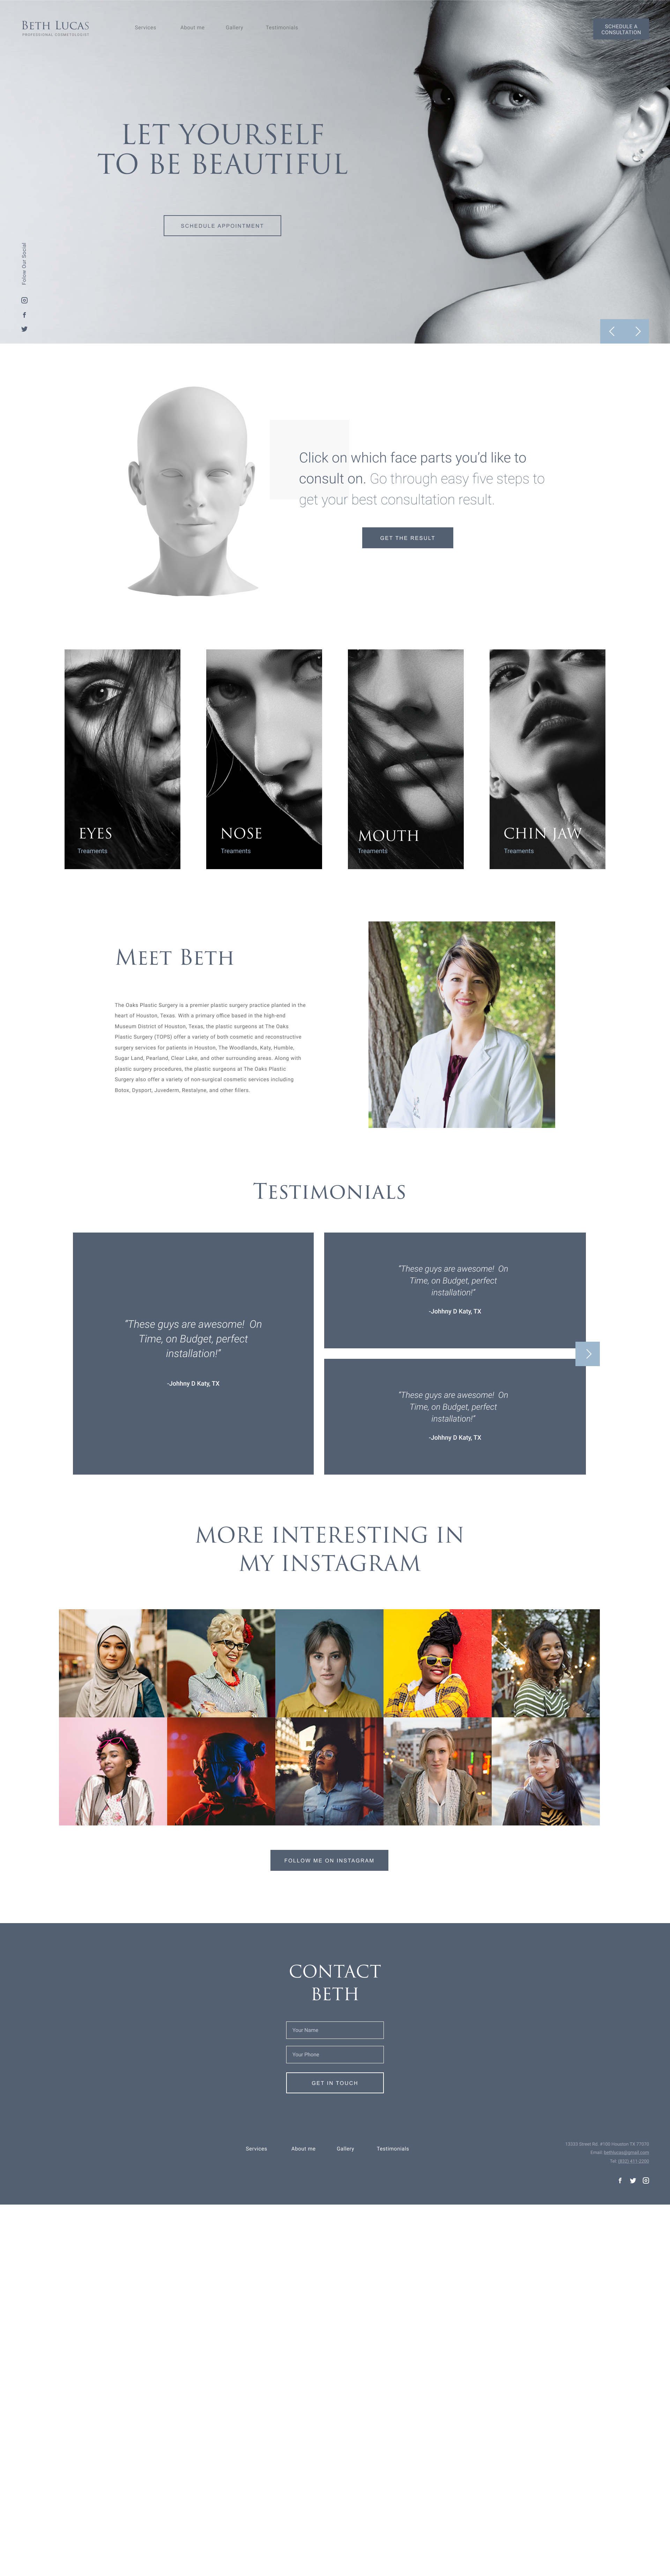 BETH LUCAS
PROFESSIONAL COSMETOLOGIST
Services
About me
Gallery
Testimonials
SCHEDULE A
CONSULTATION
LET YOURSELF
TO BE BEAUTIFUL
SCHEDULE APPOINTMENT
Follow Our Social
Click on which face parts you’d like to
consult on. Go through easy five steps to
get your best consultation result.
GET THE RESULT
EYES
Treaments
NOSE
Treaments
MOUTH
Treaments
CHIN JAW
Treaments
MEET BETH
The Oaks Plastic Surgery is a premier plastic surgery practice planted in the
heart of Houston, Texas. With a primary office based in the high-end
Museum District of Houston, Texas, the plastic surgeons at The Oaks
Plastic Surgery (TOPS) offer a variety of both cosmetic and reconstructive
surgery services for patients in Houston, The Woodlands, Katy, Humble,
Sugar Land, Pearland, Clear Lake, and other surrounding areas. Along with
plastic surgery procedures, the plastic surgeons at The Oaks Plastic
Surgery also offer a variety of non-surgical cosmetic services including
Botox, Dysport, Juvederm, Restalyne, and other fillers.
TESTIMONIALS
“These guys are awesome! On
Time, on Budget, perfect
installation!”
-Johhny D Katy, TX
“These guys are awesome! On
Time, on Budget, perfect
installation!”
-Johhny D Katy, TX
“These guys are awesome! On
Time, on Budget, perfect
installation!”
-Johhny D Katy, TX
MORE INTERESTING IN
MY INSTAGRAM
FOLLOW ME ON INSTAGRAM
CONTACT
BETH
Your Name
Your Phone
GET IN TOUCH
Services
About me
Gallery
Testimonials
Street Rd. #100 Houston TX
Email: bethlucas@gmail.com
Tel: